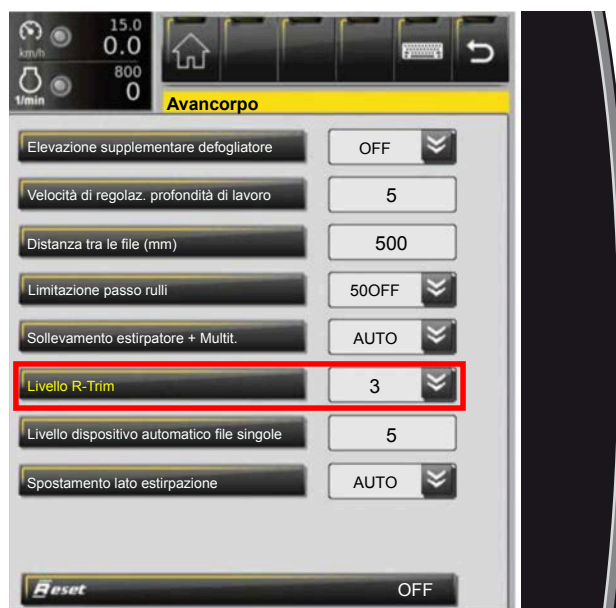 15.0
km/h 0.0
800
1/min 0
Avancorpo
Elevazione supplementare defogliatore OFF
Velocità di regolaz. profondità di lavoro 5
Distanza tra le file (mm) 500
Limitazione passo rulli 50OFF
Sollevamento estirpatore + Multit. AUTO
Livello R-Trim 3
Livello dispositivo automatico file singole 5
Spostamento lato estirpazione AUTO
Reset OFF